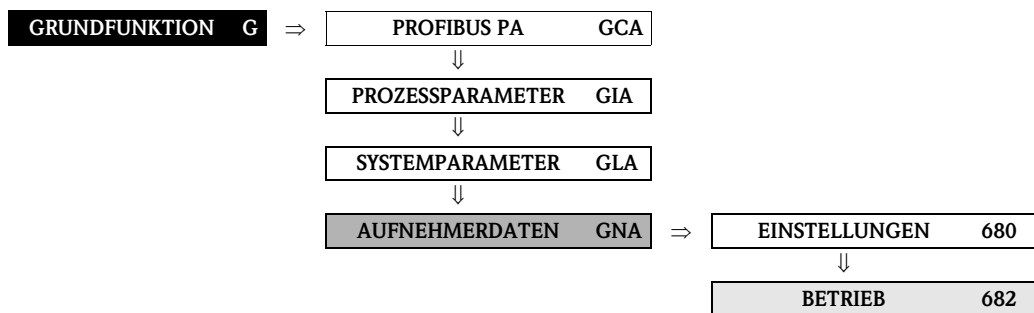 GRUNDFUNKTION G ⇒ PROFIBUS PA GCA
⇓
PROZESSPARAMETER GIA
⇓
SYSTEMPARAMETER GLA
⇓
AUFNEHMERDATEN GNA ⇒ EINSTELLUNGEN 680
⇓
BETRIEB 682